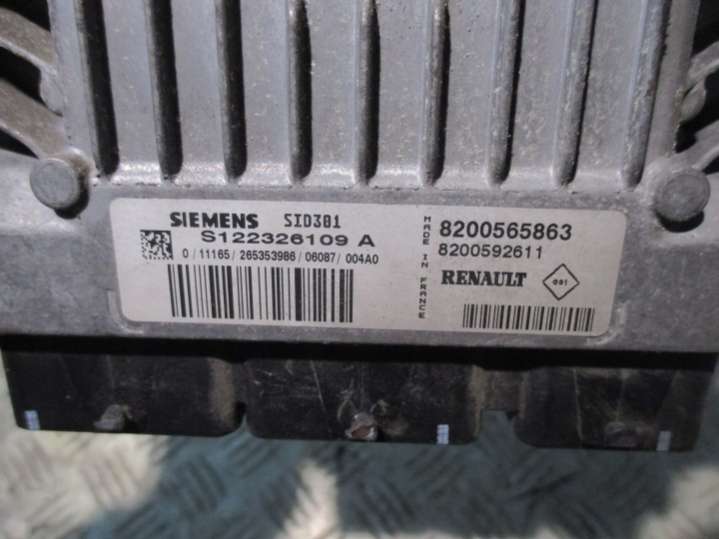 SIEMENS SID301
S122326109 A
0 / 11165 / 265353986 / 06087 / 004A0
MADE IN FRANCE
8200565863
8200592611
RENAULT